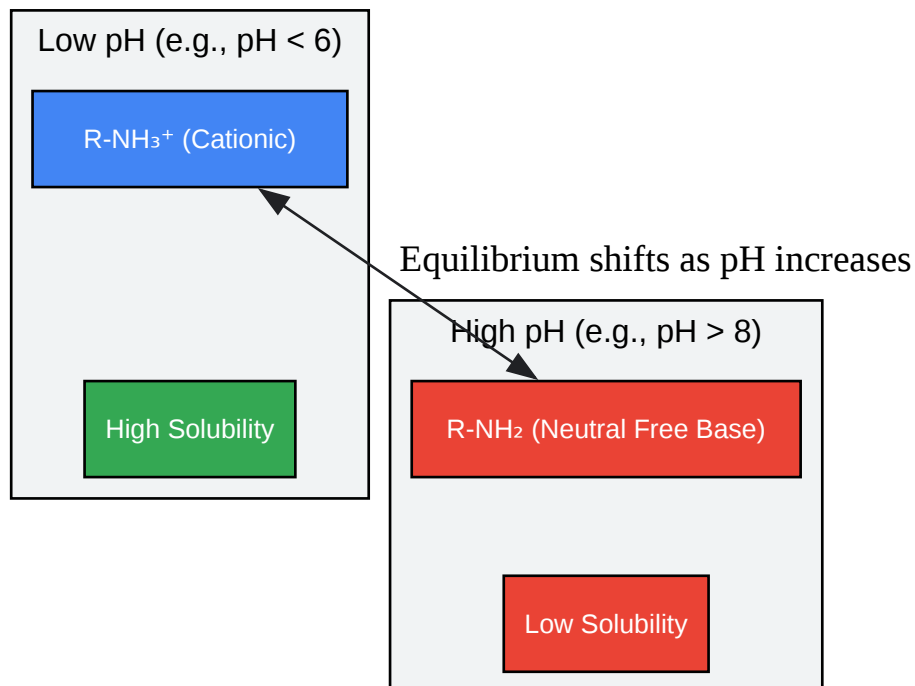 Low pH (e.g., pH < 6)
R-NH₃⁺ (Cationic)
Equilibrium shifts as pH increases
High pH (e.g., pH > 8)
High Solubility
R-NH₂ (Neutral Free Base)
Low Solubility